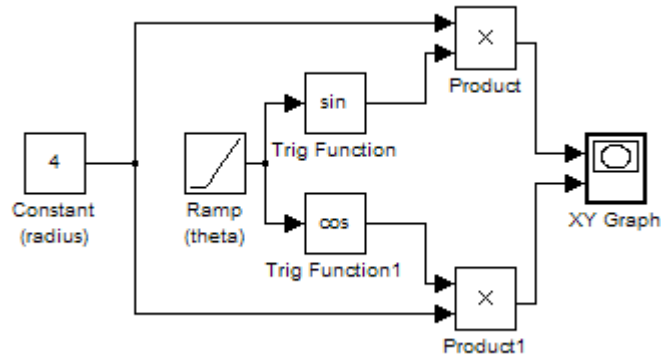 ×
Product
sin
Trig Function
4
Constant
(radius)
Ramp
(theta)
XY Graph
cos
Trig Function1
×
Product1